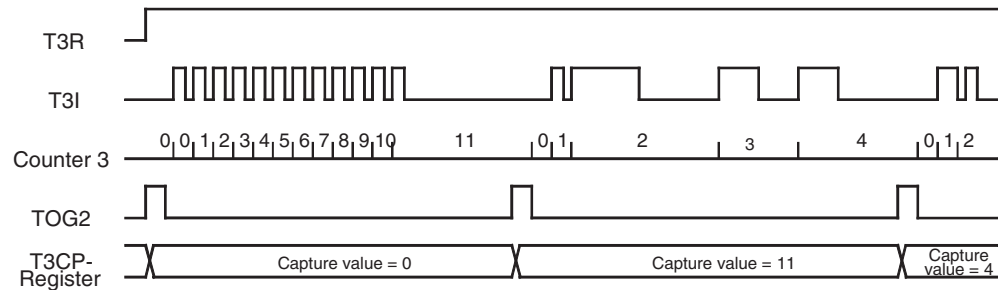 T3R
T3I
Counter 3
0 0 1 2 3 4 5 6 7 8 9 10 11 0 1 2 3 4 0 1 2
TOG2
T3CP-
Register
Capture value = 0
Capture value = 11
Capture
value = 4